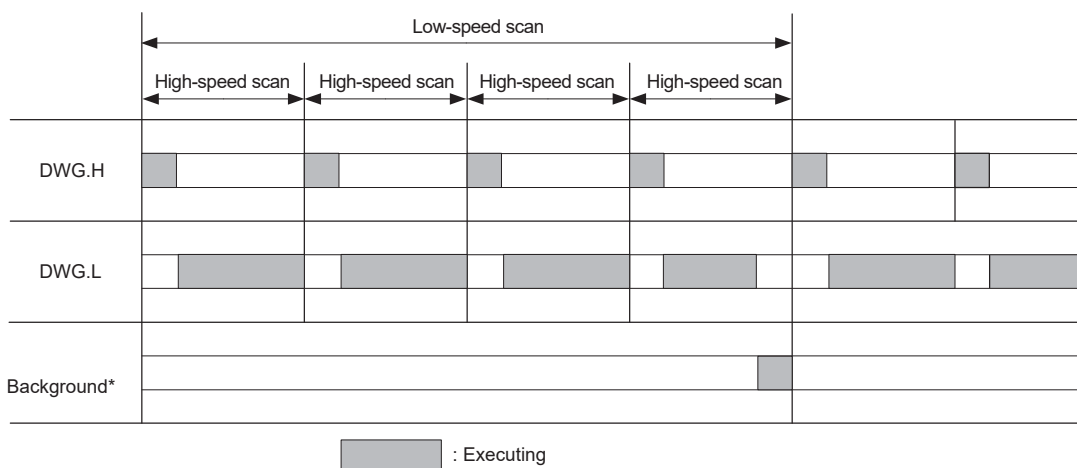 Low-speed scan
High-speed scan High-speed scan High-speed scan High-speed scan
DWG.H
DWG.L
Background*
: Executing